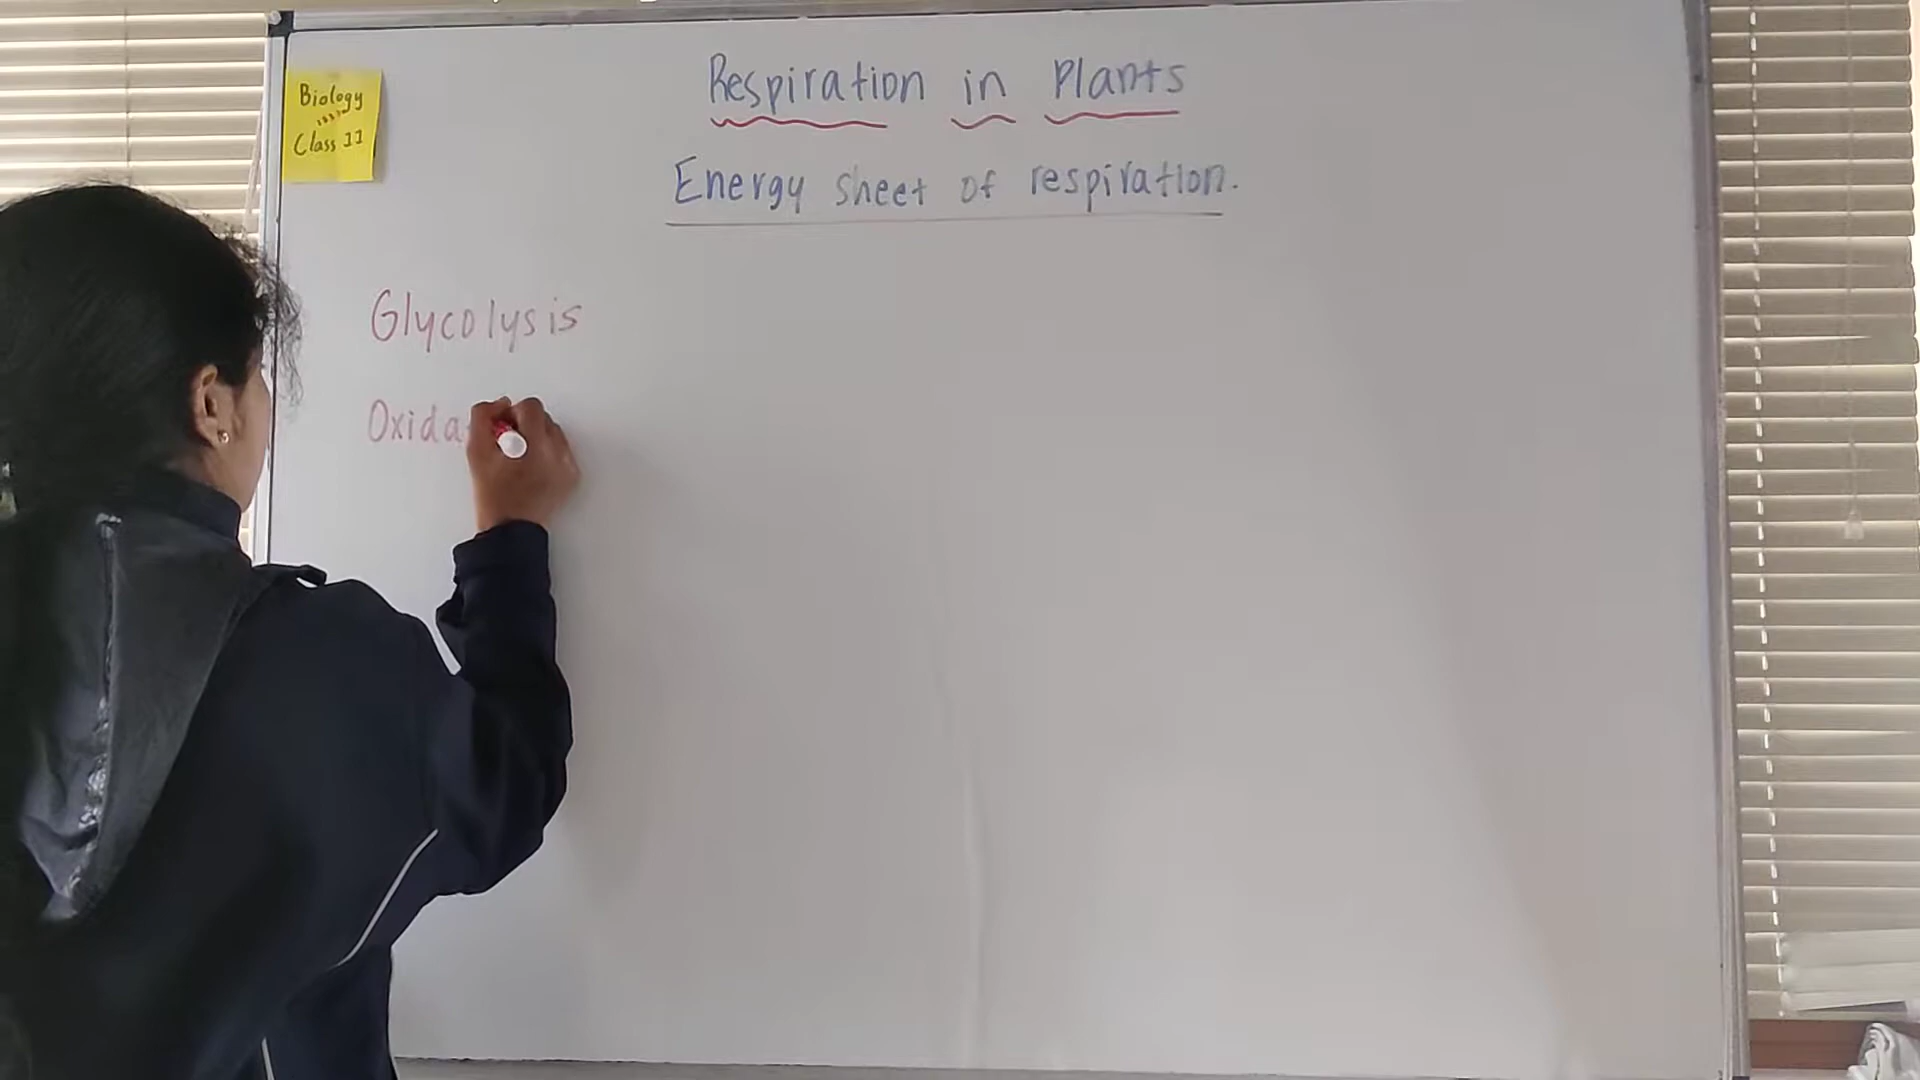 Biology
Class 11
Respiration in Plants
Energy sheet of respiration.
Glycolysis
Oxida